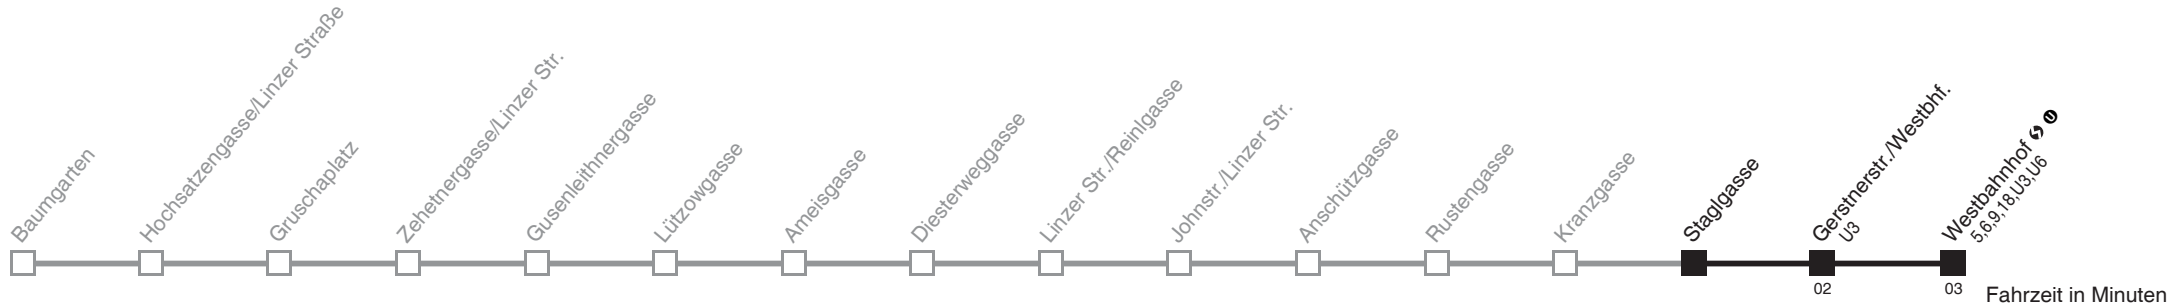 Baumgarten
Hochsatzengasse/Linzer Straße
Gruschaplatz
Zehetnergasse/Linzer Str.
Gusenleithnergasse
Lützowgasse
Ameisgasse
Diesterweggasse
Linzer Str./Reinlgasse
Johnstr./Linzer Str.
Anschützgasse
Rustengasse
Kranzgasse
Staglgasse
Gerstnerstr./Westbhf.
U3
Westbahnhof S U
5,6,9,18,U3,U6
02
03
Fahrzeit in Minuten